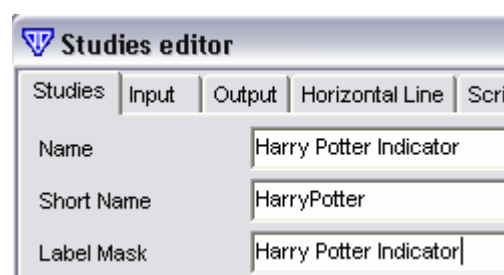 Studies editor
Studies Input Output Horizontal Line Scri
Name Harry Potter Indicator
Short Name HarryPotter
Label Mask Harry Potter Indicator